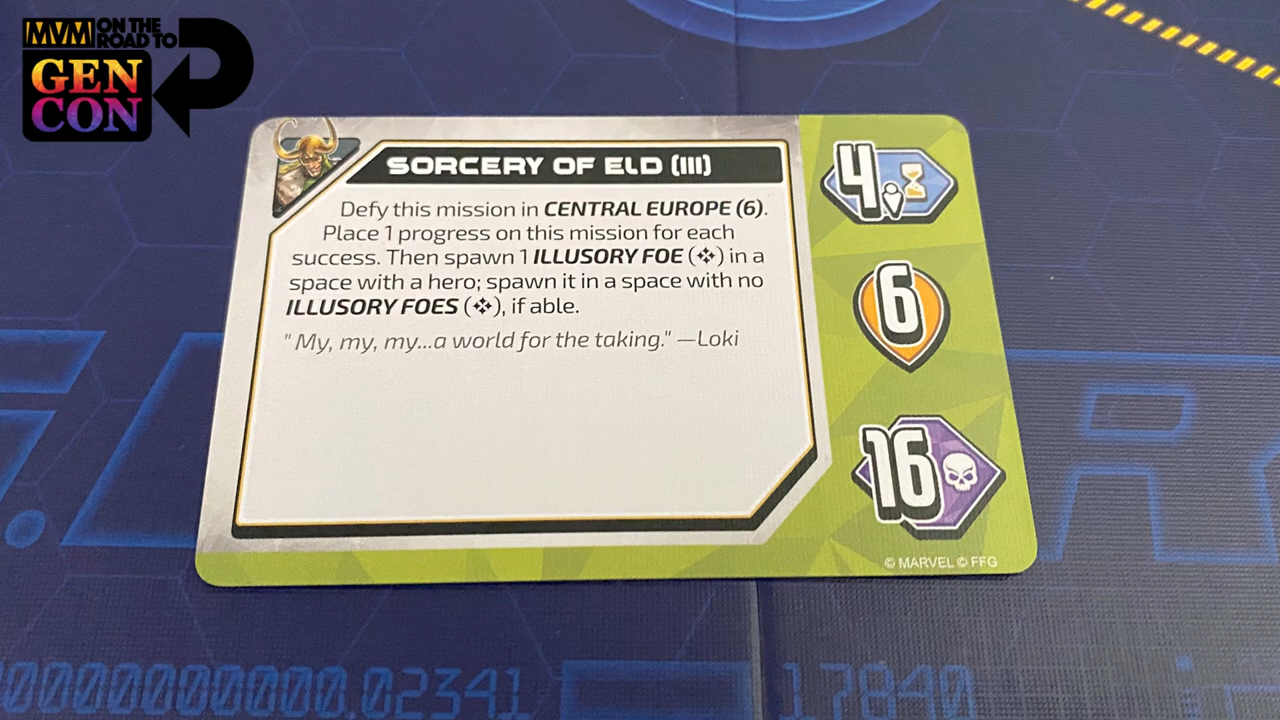 MVM ON THE
ROAD TO
GEN
CON
SORCERY OF ELD (III)
Defy this mission in CENTRAL EUROPE (6).
Place 1 progress on this mission for each
success. Then spawn 1 ILLUSORY FOE () in a
space with a hero; spawn it in a space with no
ILLUSORY FOES (), if able.
"My, my, my...a world for the taking." —Loki
4
6
16
© MARVEL © FFG
000000000.02341
1.7840